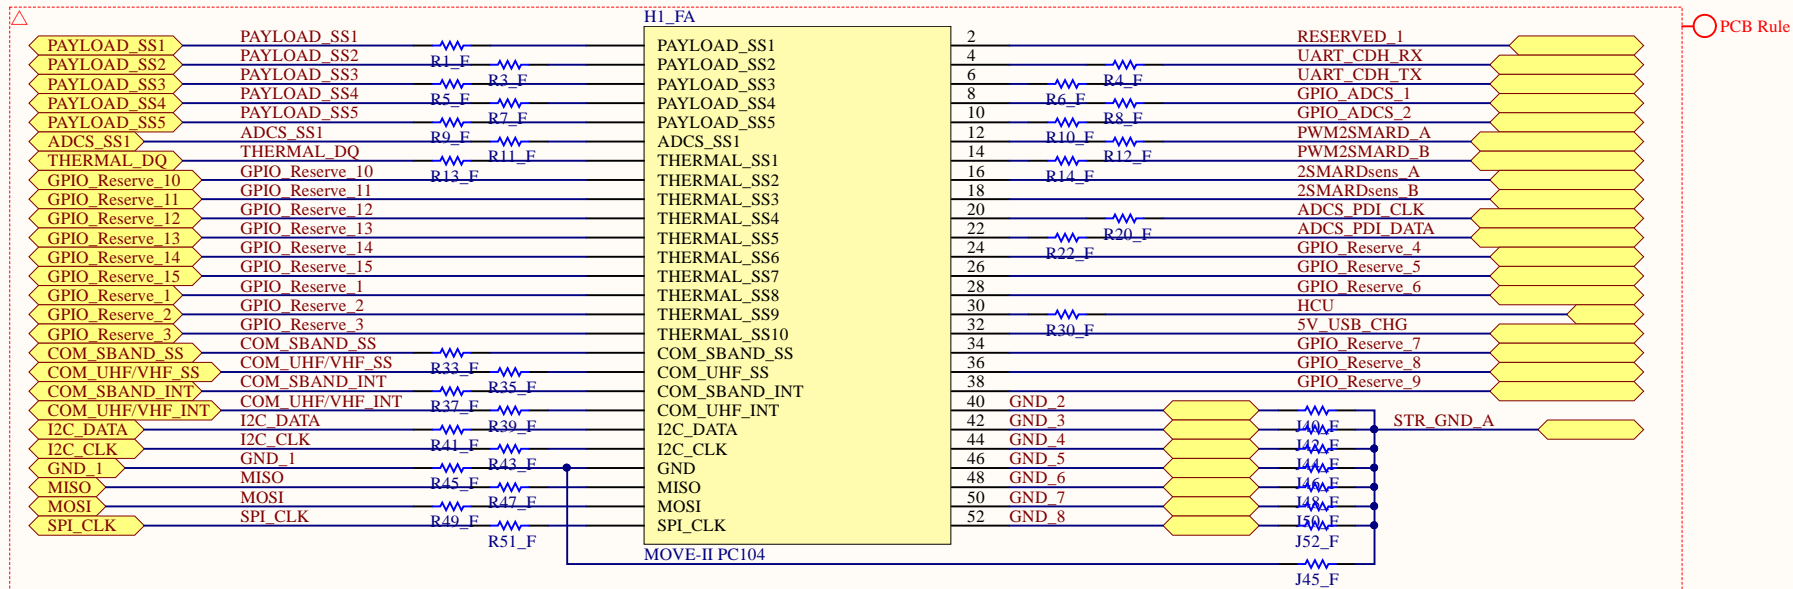 H1_FA
PCB Rule
PAYLOAD_SS1 PAYLOAD_SS1 R1_F PAYLOAD_SS1 2 RESERVED_1
PAYLOAD_SS2 PAYLOAD_SS2 R3_F PAYLOAD_SS2 4 R4_F UART_CDH_RX
PAYLOAD_SS3 PAYLOAD_SS3 R5_F PAYLOAD_SS3 6 R6_F UART_CDH_TX
PAYLOAD_SS4 PAYLOAD_SS4 R7_F PAYLOAD_SS4 8 R8_F GPIO_ADCS_1
PAYLOAD_SS5 PAYLOAD_SS5 R9_F PAYLOAD_SS5 10 R10_F GPIO_ADCS_2
ADCS_SS1 ADCS_SS1 R11_F ADCS_SS1 12 R12_F PWM2SMARD_A
THERMAL_DQ THERMAL_DQ R13_F THERMAL_SS1 14 R14_F PWM2SMARD_B
GPIO_Reserve_10 GPIO_Reserve_10 THERMAL_SS2 16 2SMARDsens_A
GPIO_Reserve_11 GPIO_Reserve_11 THERMAL_SS3 18 2SMARDsens_B
GPIO_Reserve_12 GPIO_Reserve_12 THERMAL_SS4 20 R20_F ADCS_PDI_CLK
GPIO_Reserve_13 GPIO_Reserve_13 THERMAL_SS5 22 R22_F ADCS_PDI_DATA
GPIO_Reserve_14 GPIO_Reserve_14 THERMAL_SS6 24 GPIO_Reserve_4
GPIO_Reserve_15 GPIO_Reserve_15 THERMAL_SS7 26 GPIO_Reserve_5
GPIO_Reserve_1 GPIO_Reserve_1 THERMAL_SS8 28 GPIO_Reserve_6
GPIO_Reserve_2 GPIO_Reserve_2 THERMAL_SS9 30 R30_F HCU
GPIO_Reserve_3 GPIO_Reserve_3 THERMAL_SS10 32 5V_USB_CHG
COM_SBAND_SS COM_SBAND_SS R33_F COM_SBAND_SS 34 GPIO_Reserve_7
COM_UHF/VHF_SS COM_UHF/VHF_SS R35_F COM_UHF_SS 36 GPIO_Reserve_8
COM_SBAND_INT COM_SBAND_INT R37_F COM_SBAND_INT 38 GPIO_Reserve_9
COM_UHF/VHF_INT COM_UHF/VHF_INT R39_F COM_UHF_INT 40 GND_2 J40_F
I2C_DATA I2C_DATA R41_F I2C_DATA 42 GND_3 J42_F STR_GND_A
I2C_CLK I2C_CLK R43_F I2C_CLK 44 GND_4 J44_F
GND_1 GND_1 R45_F GND 46 GND_5 J46_F
MISO MISO R47_F MISO 48 GND_6 J48_F
MOSI MOSI R49_F MOSI 50 GND_7 J50_F
SPI_CLK SPI_CLK R51_F SPI_CLK 52 GND_8 J52_F
MOVE-II PC104
J45_F